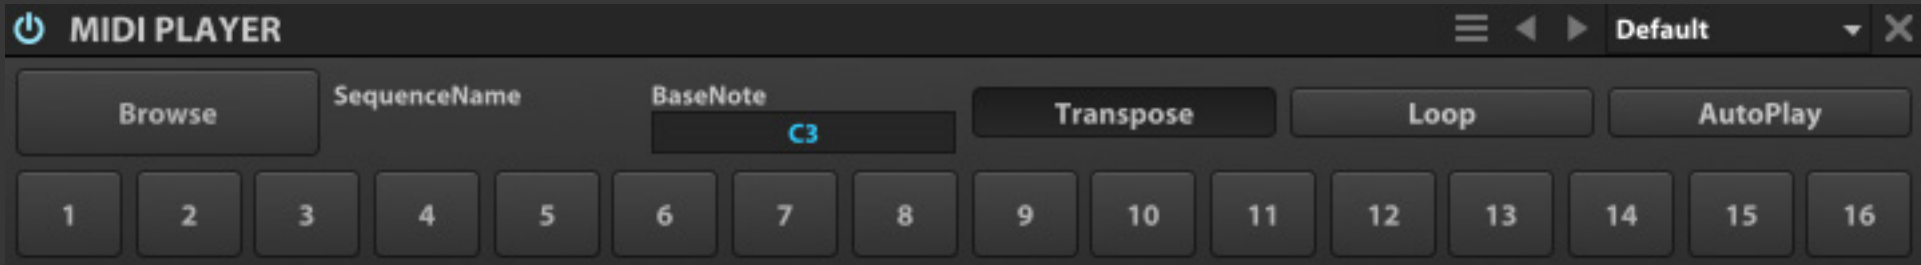 MIDI PLAYER Default
Browse SequenceName BaseNote C3 Transpose Loop AutoPlay
1 2 3 4 5 6 7 8 9 10 11 12 13 14 15 16